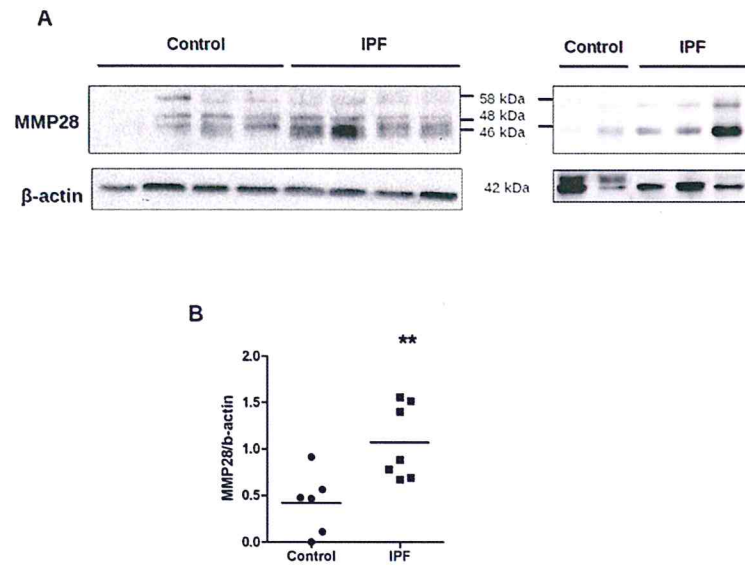 A
Control IPF
Control IPF
MMP28
58 kDa
48 kDa
46 kDa
β-actin
42 kDa
B
**
2.0
1.5
1.0
0.5
0.0
MMP28/b-actin
Control IPF